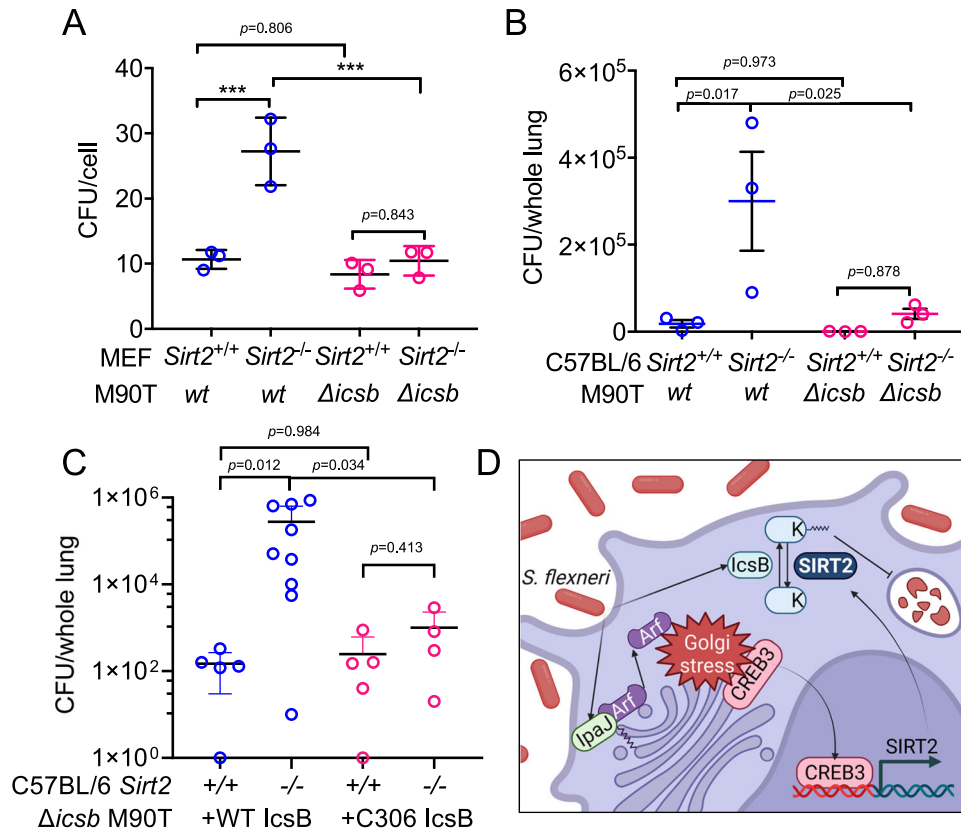 A
p=0.806
***
***
p=0.843
CFU/cell
40
30
20
10
0
MEF Sirt2+/+ Sirt2-/- Sirt2+/+ Sirt2-/-
M90T wt wt Δicsb Δicsb
B
p=0.973
p=0.017 p=0.025
p=0.878
CFU/whole lung
6×10⁵
4×10⁵
2×10⁵
0
C57BL/6 Sirt2+/+ Sirt2-/- Sirt2+/+ Sirt2-/-
M90T wt wt Δicsb Δicsb
C
p=0.984
p=0.012 p=0.034
p=0.413
CFU/whole lung
1×10⁶
1×10⁴
1×10²
1×10⁰
C57BL/6 Sirt2 +/+ -/- +/+ -/-
Δicsb M90T +WT IcsB +C306 IcsB
D
S. flexneri
K
IcsB
SIRT2
K
Arf
Golgi
stress
CREB3
Arf
IpaJ
SIRT2
CREB3